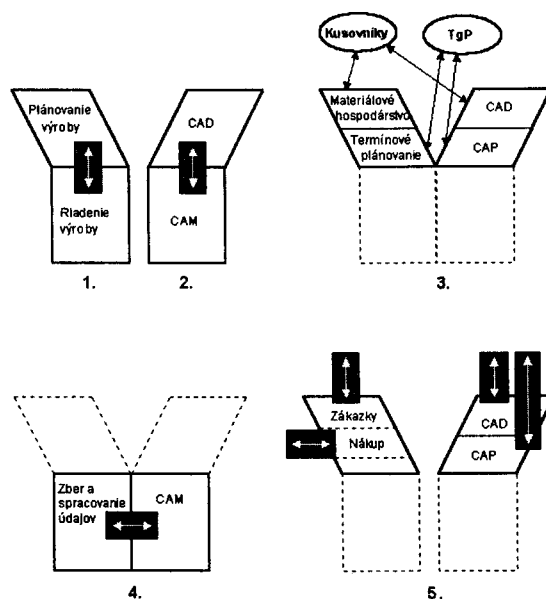 Kusovníky
TgP
Plánovanie
výroby
CAD
Riadenie
výroby
CAM
1.
2.
Materiálové
hospodárstvo
Termínové
plánovanie
CAD
CAP
3.
Zber a
spracovanie
údajov
CAM
4.
Zákazky
Nákup
CAD
CAP
5.